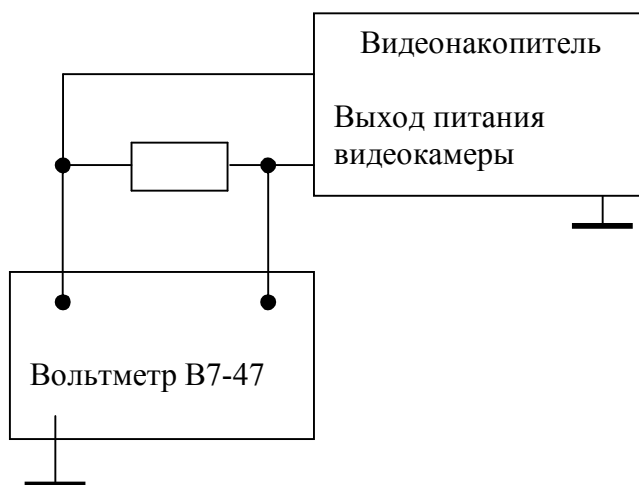 Видеонакопитель
Выход питания
видеокамеры
Вольтметр В7-47